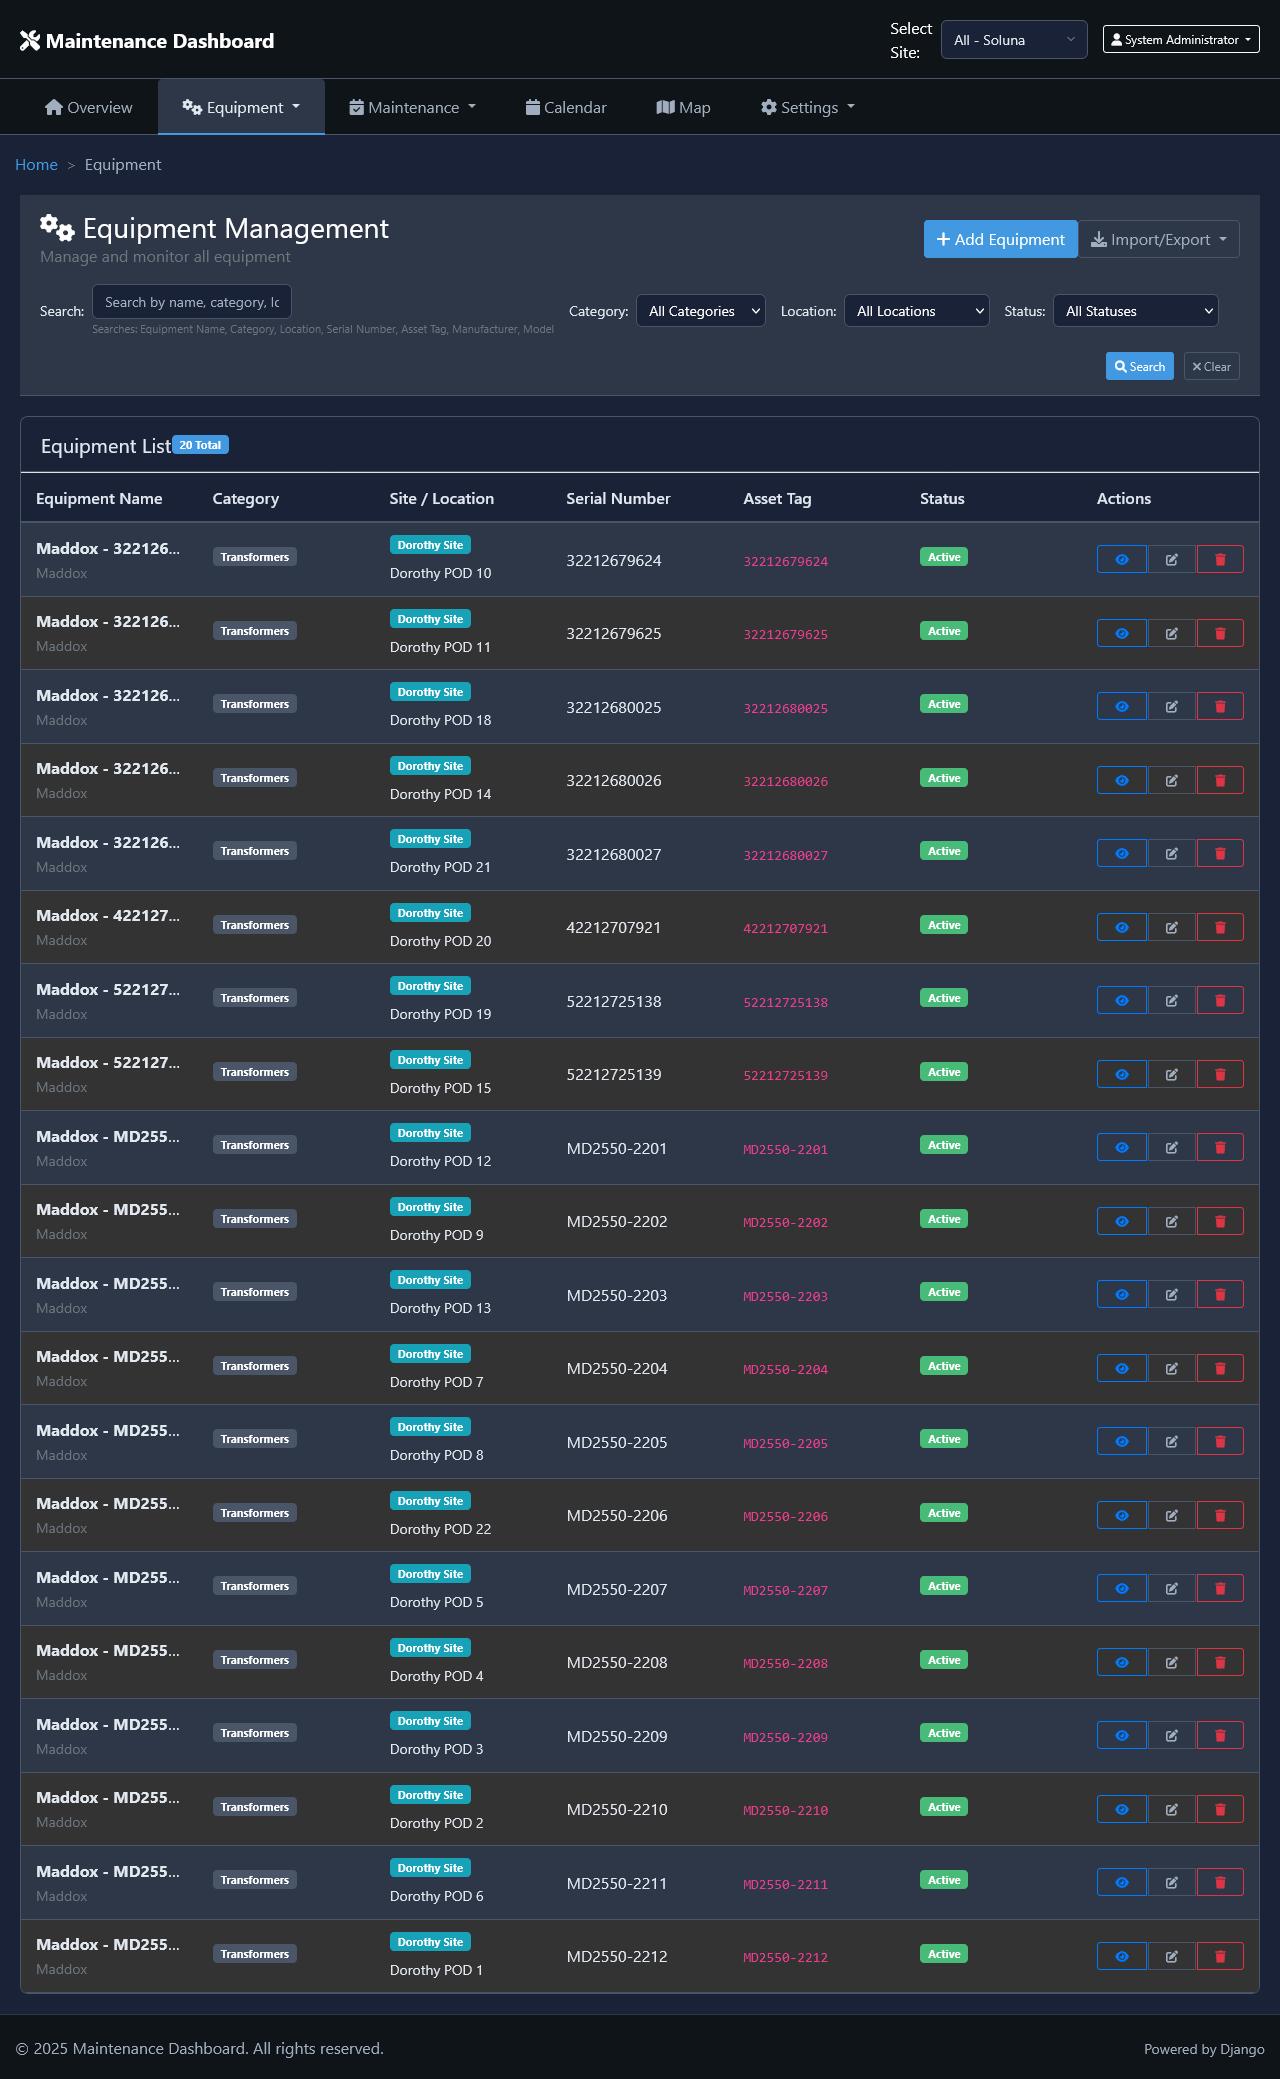 Maintenance Dashboard
Select
Site:
All - Soluna
System Administrator
Overview
Equipment
Maintenance
Calendar
Map
Settings
Home > Equipment
Equipment Management
Manage and monitor all equipment
Add Equipment
Import/Export
Search:
Search by name, category, lc
Searches: Equipment Name, Category, Location, Serial Number, Asset Tag, Manufacturer, Model
Category:
All Categories
Location:
All Locations
Status:
All Statuses
Search
Clear
Equipment List 20 Total
Equipment Name Category Site / Location Serial Number Asset Tag Status Actions
Maddox - 322126... Transformers Dorothy Site 32212679624 32212679624 Active
Maddox Dorothy POD 10
Maddox - 322126... Transformers Dorothy Site 32212679625 32212679625 Active
Maddox Dorothy POD 11
Maddox - 322126... Transformers Dorothy Site 32212680025 32212680025 Active
Maddox Dorothy POD 18
Maddox - 322126... Transformers Dorothy Site 32212680026 32212680026 Active
Maddox Dorothy POD 14
Maddox - 322126... Transformers Dorothy Site 32212680027 32212680027 Active
Maddox Dorothy POD 21
Maddox - 422127... Transformers Dorothy Site 42212707921 42212707921 Active
Maddox Dorothy POD 20
Maddox - 522127... Transformers Dorothy Site 52212725138 52212725138 Active
Maddox Dorothy POD 19
Maddox - 522127... Transformers Dorothy Site 52212725139 52212725139 Active
Maddox Dorothy POD 15
Maddox - MD255... Transformers Dorothy Site MD2550-2201 MD2550-2201 Active
Maddox Dorothy POD 12
Maddox - MD255... Transformers Dorothy Site MD2550-2202 MD2550-2202 Active
Maddox Dorothy POD 9
Maddox - MD255... Transformers Dorothy Site MD2550-2203 MD2550-2203 Active
Maddox Dorothy POD 13
Maddox - MD255... Transformers Dorothy Site MD2550-2204 MD2550-2204 Active
Maddox Dorothy POD 7
Maddox - MD255... Transformers Dorothy Site MD2550-2205 MD2550-2205 Active
Maddox Dorothy POD 8
Maddox - MD255... Transformers Dorothy Site MD2550-2206 MD2550-2206 Active
Maddox Dorothy POD 22
Maddox - MD255... Transformers Dorothy Site MD2550-2207 MD2550-2207 Active
Maddox Dorothy POD 5
Maddox - MD255... Transformers Dorothy Site MD2550-2208 MD2550-2208 Active
Maddox Dorothy POD 4
Maddox - MD255... Transformers Dorothy Site MD2550-2209 MD2550-2209 Active
Maddox Dorothy POD 3
Maddox - MD255... Transformers Dorothy Site MD2550-2210 MD2550-2210 Active
Maddox Dorothy POD 2
Maddox - MD255... Transformers Dorothy Site MD2550-2211 MD2550-2211 Active
Maddox Dorothy POD 6
Maddox - MD255... Transformers Dorothy Site MD2550-2212 MD2550-2212 Active
Maddox Dorothy POD 1
© 2025 Maintenance Dashboard. All rights reserved.
Powered by Django